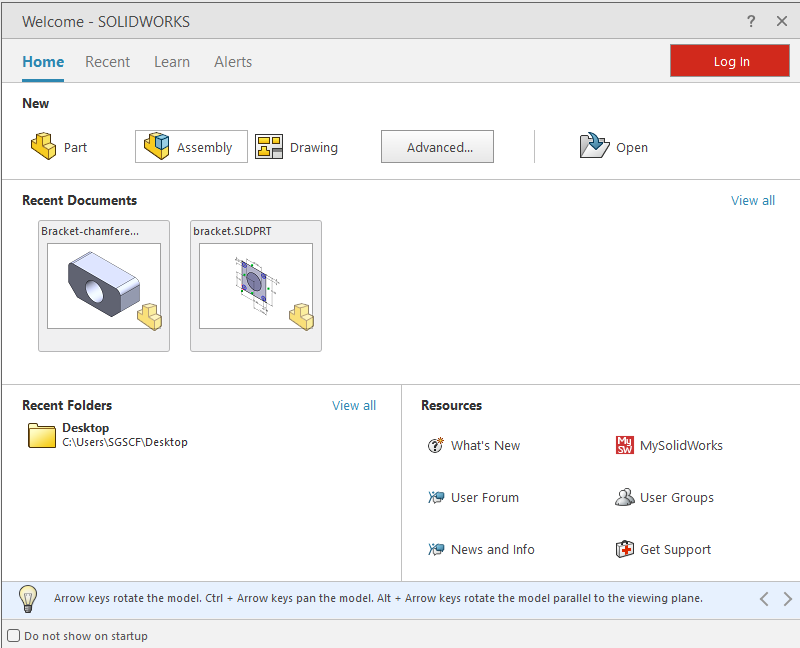 Welcome - SOLIDWORKS ?
Home Recent Learn Alerts Log In
New
Part Assembly Drawing Advanced... Open
Recent Documents View all
Bracket-chamfere... bracket.SLDPRT
Recent Folders View all
Desktop
C:\Users\SGSCF\Desktop
Resources
What's New My SW MySolidWorks
User Forum User Groups
News and Info Get Support
Arrow keys rotate the model. Ctrl + Arrow keys pan the model. Alt + Arrow keys rotate the model parallel to the viewing plane.
Do not show on startup